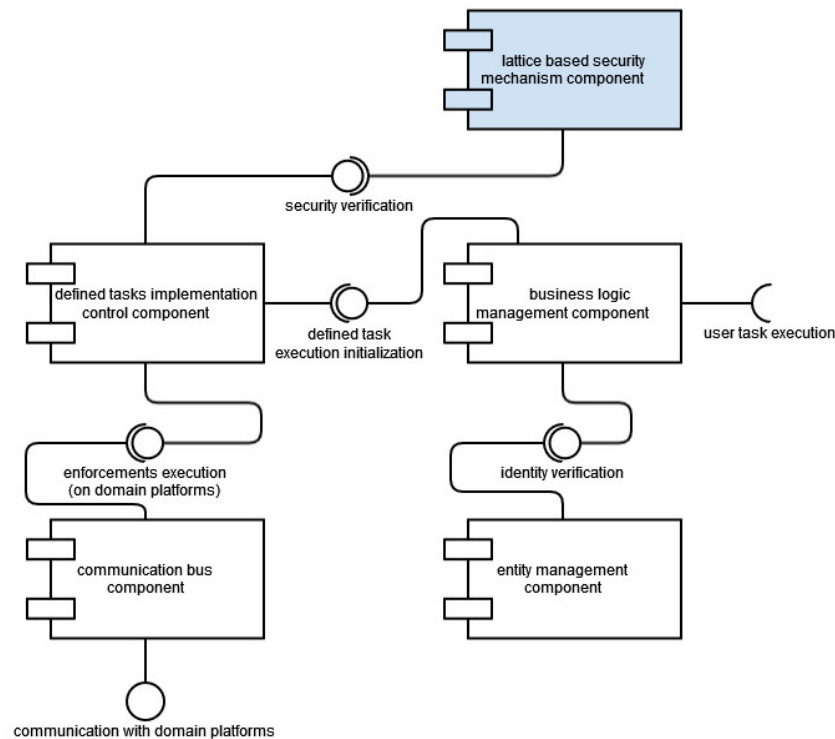 lattice based security
mechanism component
security verification
defined tasks implementation
control component
defined task
execution initialization
business logic
management component
user task execution
enforcements execution
(on domain platforms)
identity verification
communication bus
component
entity management
component
communication with domain platforms